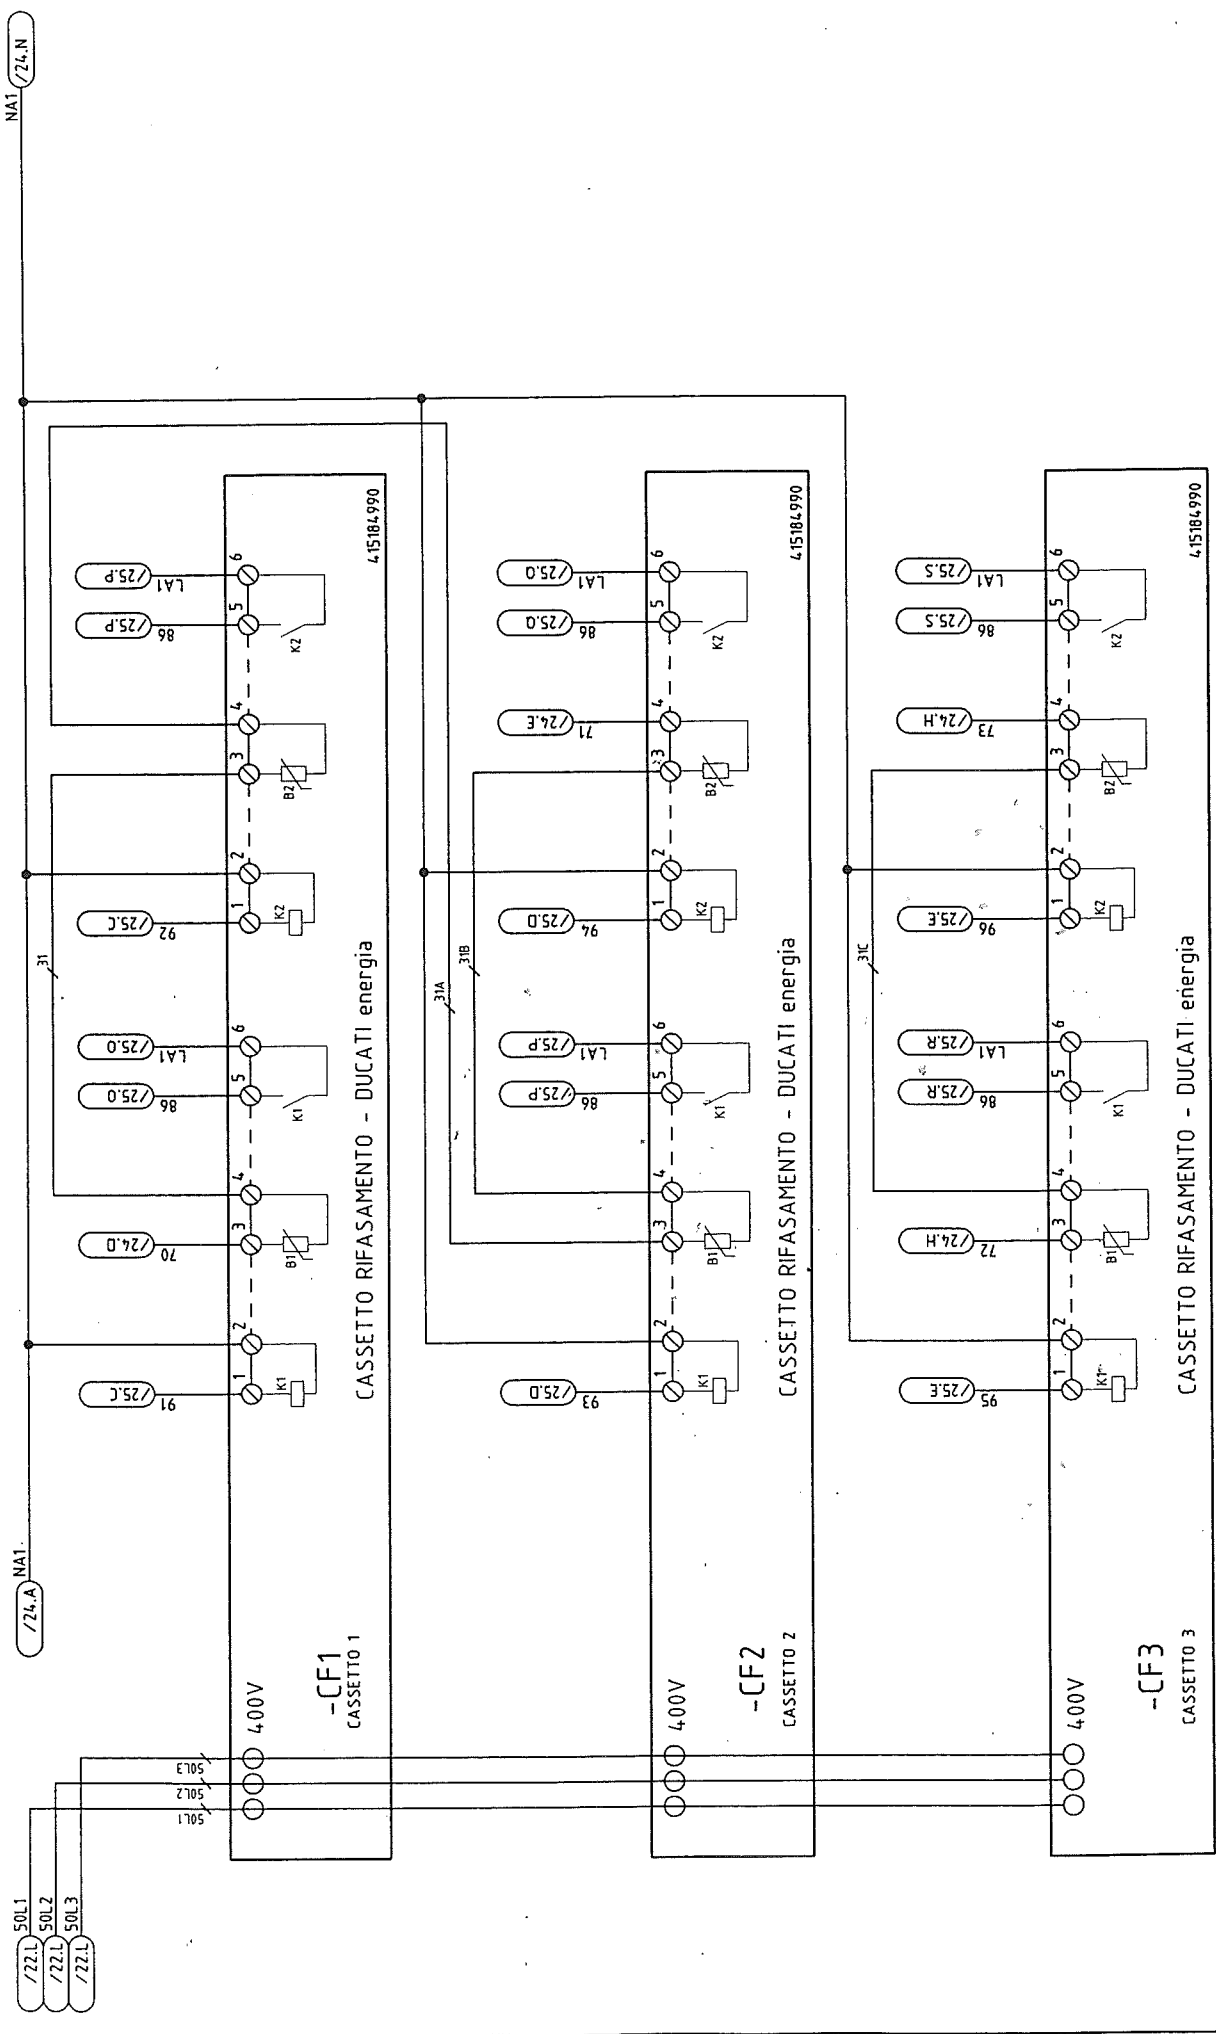 /22.L 50L1
/22.L 50L2
/22.L 50L3
/24.A NA1
NA1 /24.N
50L1
50L2
50L3
400V
-CF1
CASSETTO 1
/25.C 91
/24.D 70
/25.O 86
/25.O LA1
31
/25.C 92
/25.P 86
/25.P LA1
1 2 3 4 5 6
1 2 3 4 5 6
K1 B1 K1
K2 B2 K2
CASSETTO RIFASAMENTO - DUCATI energia
415184990
400V
-CF2
CASSETTO 2
/25.D 93
/25.P 86
/25.P LA1
31A
31B
/25.D 94
/24.E 71
/25.Q 86
/25.Q LA1
1 2 3 4 5 6
1 2 3 4 5 6
K1 B1 K1
K2 B2 K2
CASSETTO RIFASAMENTO - DUCATI energia
415184990
400V
-CF3
CASSETTO 3
/25.E 95
/24.H 72
/25.R 86
/25.R LA1
31C
/25.E 96
/24.H 73
/25.S 86
/25.S LA1
1 2 3 4 5 6
1 2 3 4 5 6
K1 B1 K1
K2 B2 K2
CASSETTO RIFASAMENTO - DUCATI energia
415184990